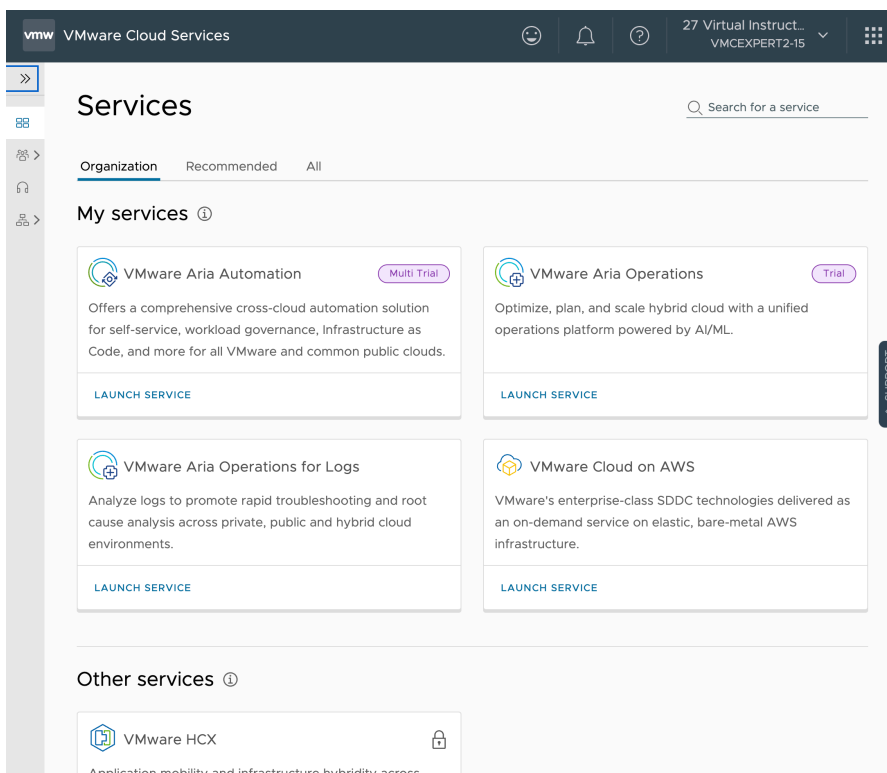 vmw VMware Cloud Services
27 Virtual Instruct...
VMCEXPERT2-15
Services
Search for a service
Organization Recommended All
My services
VMware Aria Automation Multi Trial
Offers a comprehensive cross-cloud automation solution
for self-service, workload governance, Infrastructure as
Code, and more for all VMware and common public clouds.
LAUNCH SERVICE
VMware Aria Operations Trial
Optimize, plan, and scale hybrid cloud with a unified
operations platform powered by AI/ML.
LAUNCH SERVICE
VMware Aria Operations for Logs
Analyze logs to promote rapid troubleshooting and root
cause analysis across private, public and hybrid cloud
environments.
LAUNCH SERVICE
VMware Cloud on AWS
VMware's enterprise-class SDDC technologies delivered as
an on-demand service on elastic, bare-metal AWS
infrastructure.
LAUNCH SERVICE
Other services
VMware HCX
Application mobility and infrastructure hybridity across